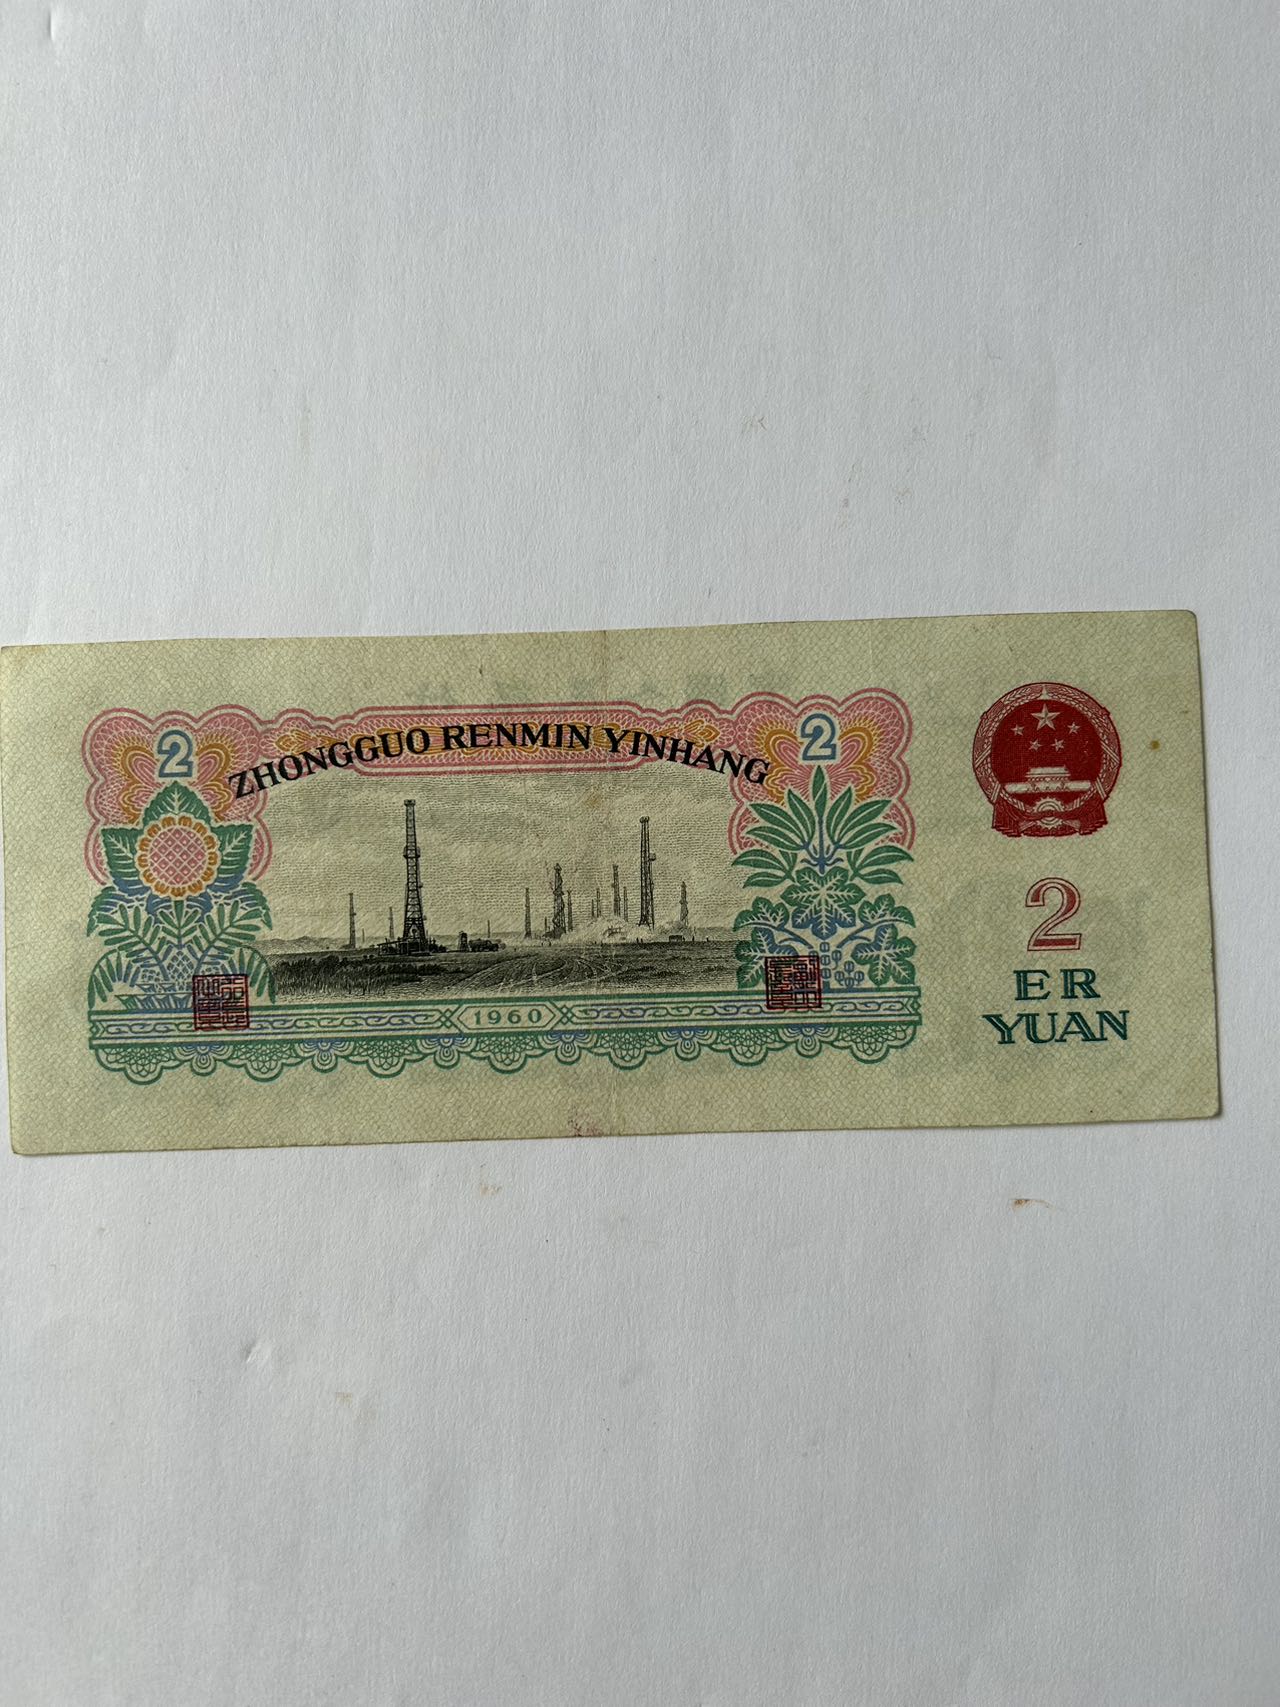 2
ZHONGGUO RENMIN YINHANG
2
1960
2
ER
YUAN